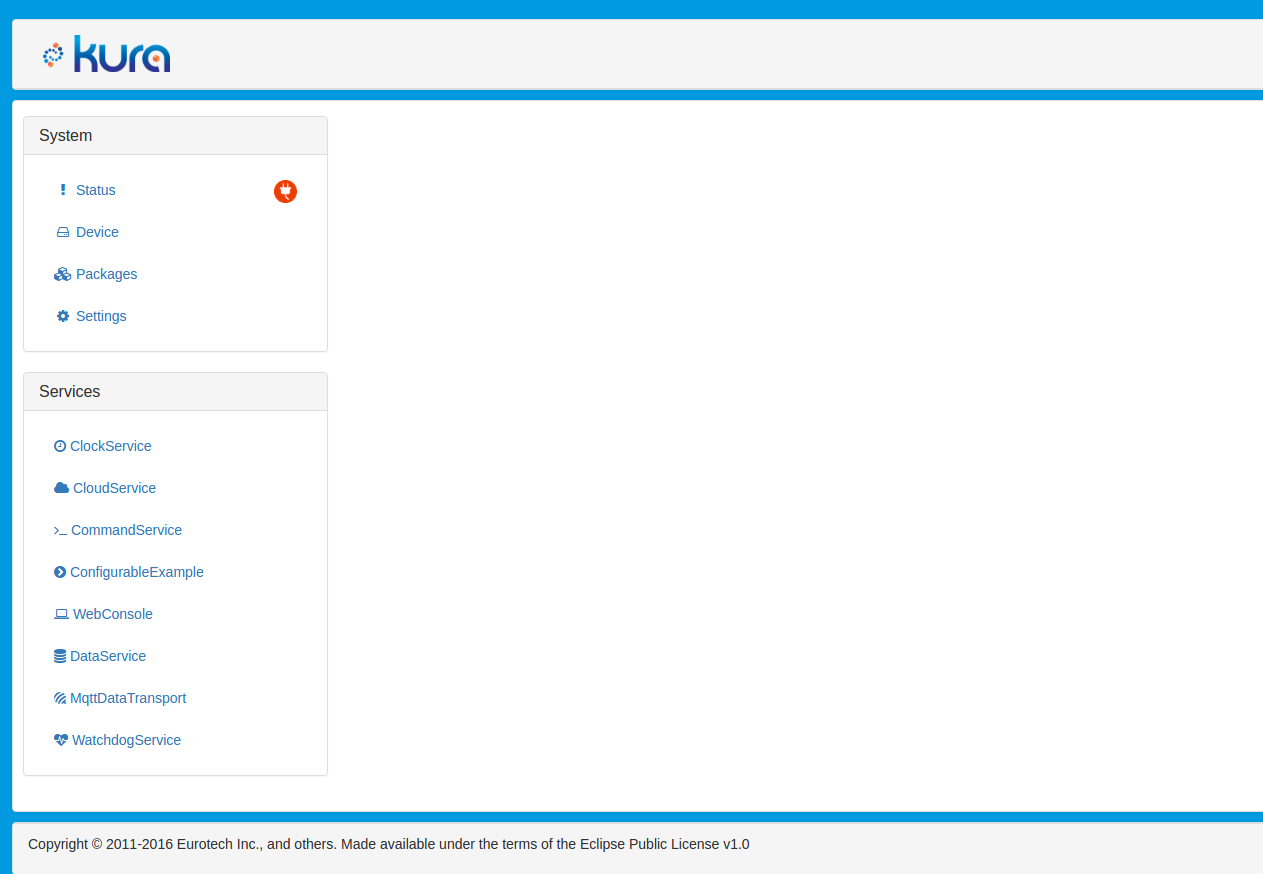 kura
System
Status
Device
Packages
Settings
Services
ClockService
CloudService
CommandService
ConfigurableExample
WebConsole
DataService
MqttDataTransport
WatchdogService
Copyright © 2011-2016 Eurotech Inc., and others. Made available under the terms of the Eclipse Public License v1.0